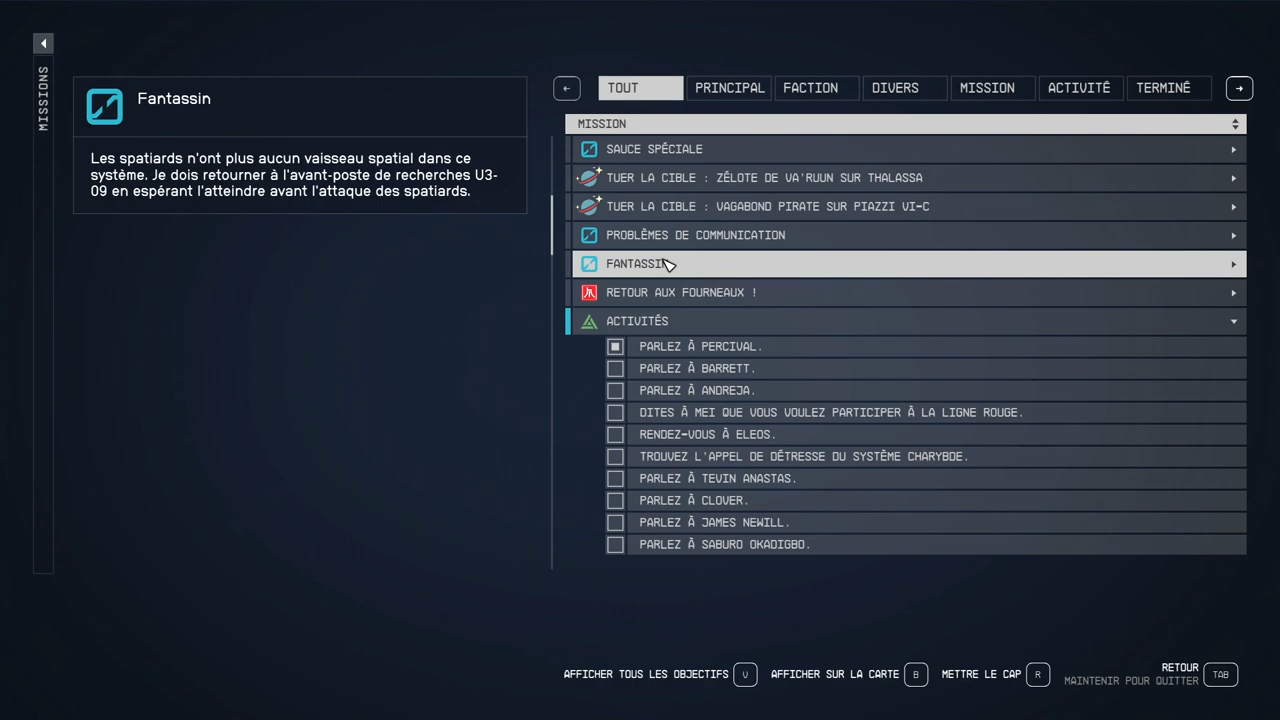 MISSIONS
Fantassin
Les spatiards n'ont plus aucun vaisseau spatial dans ce
système. Je dois retourner à l'avant-poste de recherches U3-
09 en espérant l'atteindre avant l'attaque des spatiards.
TOUT PRINCIPAL FACTION DIVERS MISSION ACTIVITÉ TERMINÉ
MISSION
SAUCE SPÉCIALE
TUER LA CIBLE : ZÉLOTE DE VA'RUUN SUR THALASSA
TUER LA CIBLE : VAGABOND PIRATE SUR PIAZZI VI-C
PROBLÈMES DE COMMUNICATION
FANTASSIN
RETOUR AUX FOURNEAUX !
ACTIVITÉS
PARLEZ À PERCIVAL.
PARLEZ À BARRETT.
PARLEZ À ANDREJA.
DITES À MEI QUE VOUS VOULEZ PARTICIPER À LA LIGNE ROUGE.
RENDEZ-VOUS À ELEOS.
TROUVEZ L'APPEL DE DÉTRESSE DU SYSTÈME CHARYBDE.
PARLEZ À TEVIN ANASTAS.
PARLEZ À CLOVER.
PARLEZ À JAMES NEWILL.
PARLEZ À SABURO OKADIGBO.
AFFICHER TOUS LES OBJECTIFS V AFFICHER SUR LA CARTE B METTRE LE CAP R RETOUR TAB
MAINTENIR POUR QUITTER